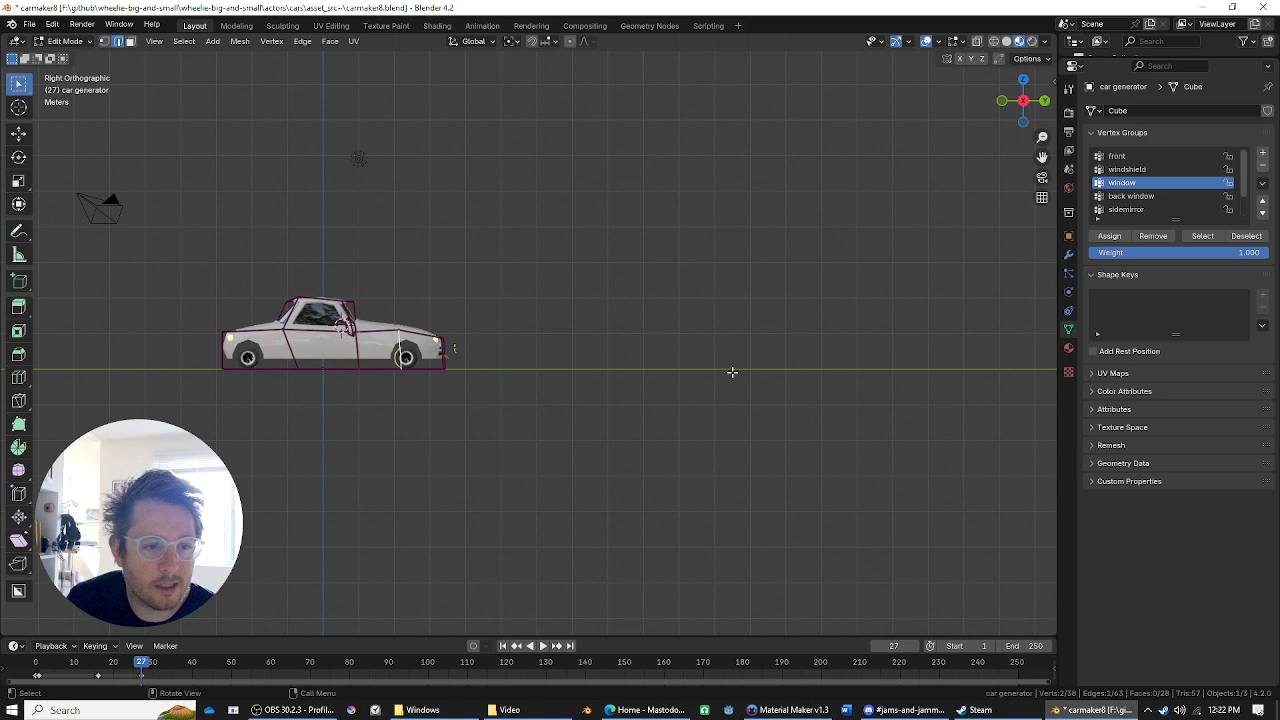 * carmaker8 [F:\github\wheelie-big-and-small\wheelie-big-and-small\actors\cars\asset_src--\carmaker8.blend] - Blender 4.2
File Edit Render Window Help Layout Modeling Sculpting UV Editing Texture Paint Shading Animation Rendering Compositing Geometry Nodes Scripting + Scene ViewLayer
Edit Mode View Select Add Mesh Vertex Edge Face UV Global Search
X Y Z Options Search
Right Orthographic
(27) car generator
Meters
Z
X
Y
car generator > Cube
Cube
Vertex Groups
front
windshield
window
back window
sidemirror
Assign Remove Select Deselect
Weight 1.000
Shape Keys
Add Rest Position
UV Maps
Color Attributes
Attributes
Texture Space
Remesh
Geometry Data
Custom Properties
Playback Keying View Marker 27 Start 1 End 250
0 10 20 27 30 40 50 60 70 80 90 100 110 120 130 140 150 160 170 180 190 200 210 220 230 240 250
Select Rotate View Call Menu car generator | Verts:2/38 | Edges:1/63 | Faces:0/28 | Tris:57 | Objects:1/3 | 4.2.0
Search OBS 30.2.3 - Profil... Windows Video Home - Mastodo... Material Maker v1.3 #jams-and-jamm... Steam * carmaker8 [F:\gi... 12:22 PM